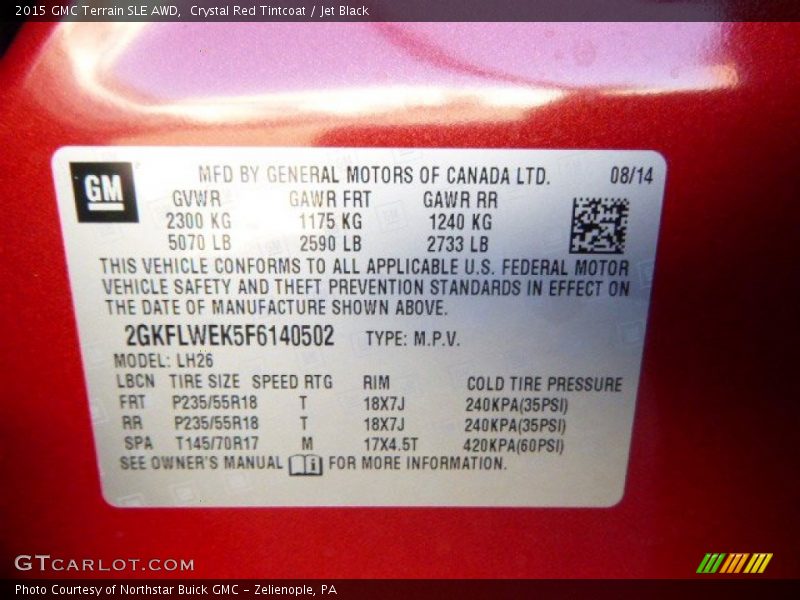 2015 GMC Terrain SLE AWD,  Crystal Red Tintcoat / Jet Black
GM
MFD BY GENERAL MOTORS OF CANADA LTD. 08/14
GVWR GAWR FRT GAWR RR
2300 KG 1175 KG 1240 KG
5070 LB 2590 LB 2733 LB
THIS VEHICLE CONFORMS TO ALL APPLICABLE U.S. FEDERAL MOTOR
VEHICLE SAFETY AND THEFT PREVENTION STANDARDS IN EFFECT ON
THE DATE OF MANUFACTURE SHOWN ABOVE.
2GKFLWEK5F6140502 TYPE: M.P.V.
MODEL: LH26
LBCN TIRE SIZE SPEED RTG RIM COLD TIRE PRESSURE
FRT P235/55R18 T 18X7J 240KPA(35PSI)
RR P235/55R18 T 18X7J 240KPA(35PSI)
SPA T145/70R17 M 17X4.5T 420KPA(60PSI)
SEE OWNER'S MANUAL i FOR MORE INFORMATION.
GTCARLOT.COM
Photo Courtesy of Northstar Buick GMC - Zelienople, PA